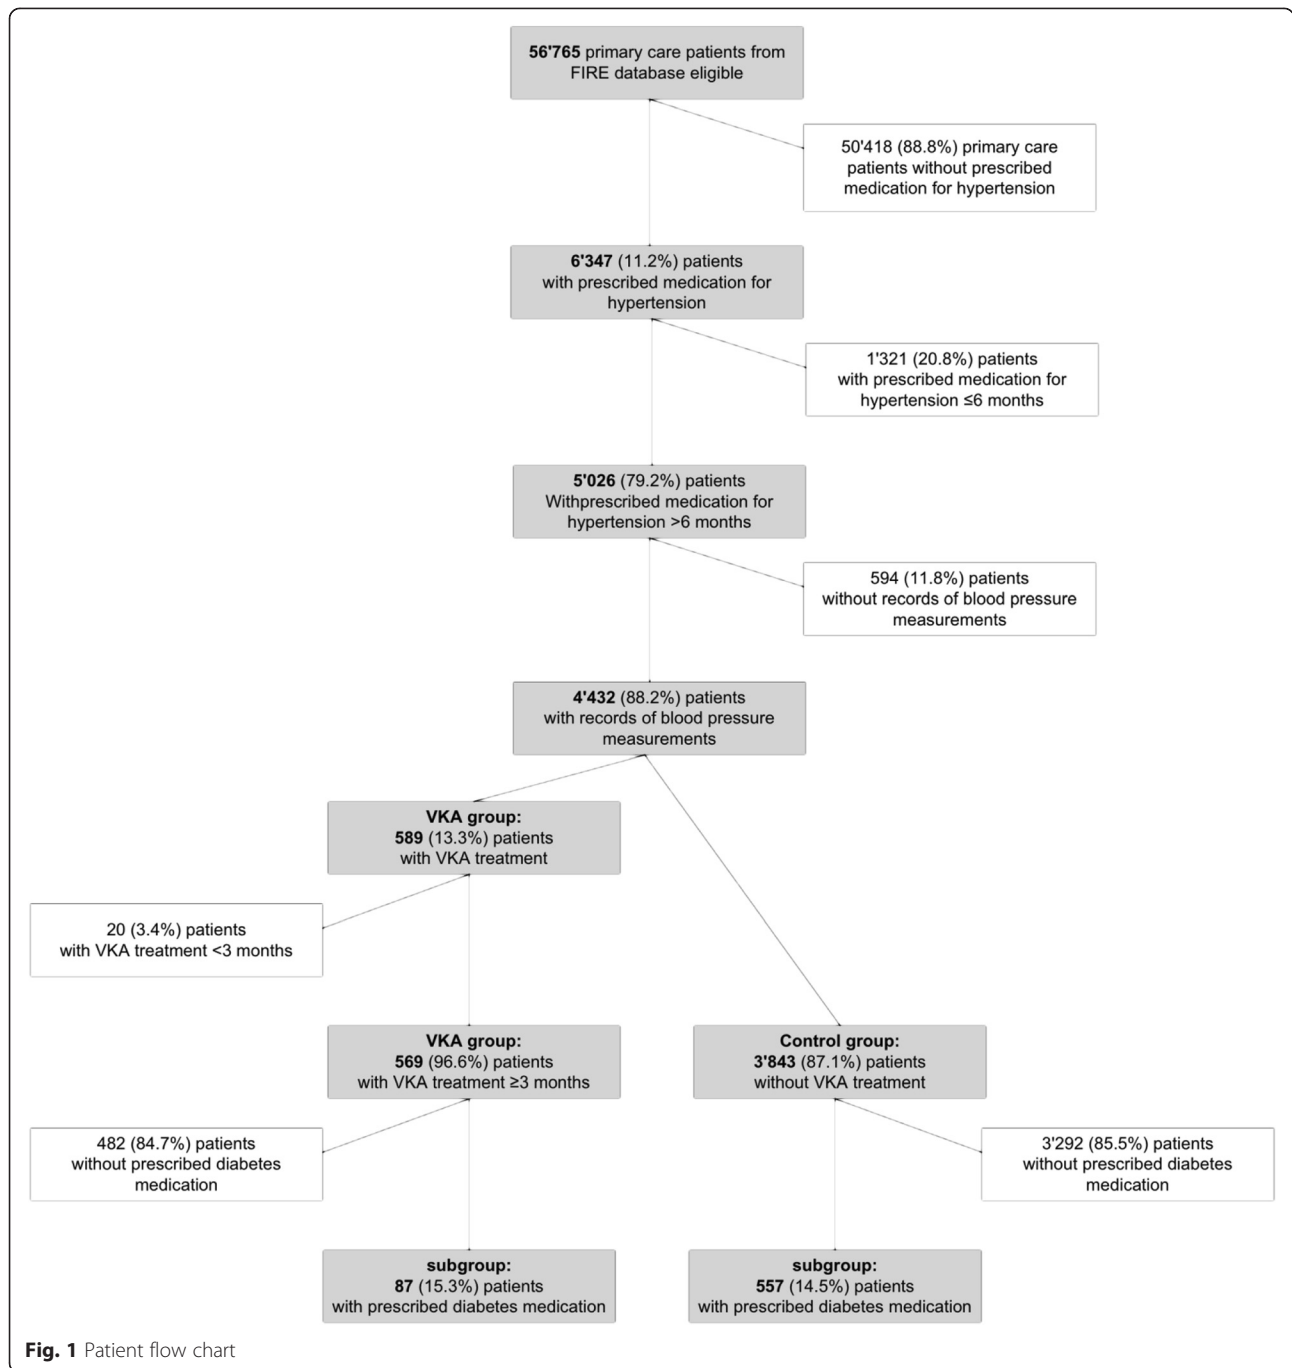 56'765 primary care patients from
FIRE database eligible
50'418 (88.8%) primary care
patients without prescribed
medication for hypertension
6'347 (11.2%) patients
with prescribed medication for
hypertension
1'321 (20.8%) patients
with prescribed medication for
hypertension ≤6 months
5'026 (79.2%) patients
Withprescribed medication for
hypertension >6 months
594 (11.8%) patients
without records of blood pressure
measurements
4'432 (88.2%) patients
with records of blood pressure
measurements
VKA group:
589 (13.3%) patients
with VKA treatment
20 (3.4%) patients
with VKA treatment <3 months
VKA group:
569 (96.6%) patients
with VKA treatment ≥3 months
Control group:
3'843 (87.1%) patients
without VKA treatment
482 (84.7%) patients
without prescribed diabetes
medication
3'292 (85.5%) patients
without prescribed diabetes
medication
subgroup:
87 (15.3%) patients
with prescribed diabetes medication
subgroup:
557 (14.5%) patients
with prescribed diabetes medication
Fig. 1 Patient flow chart